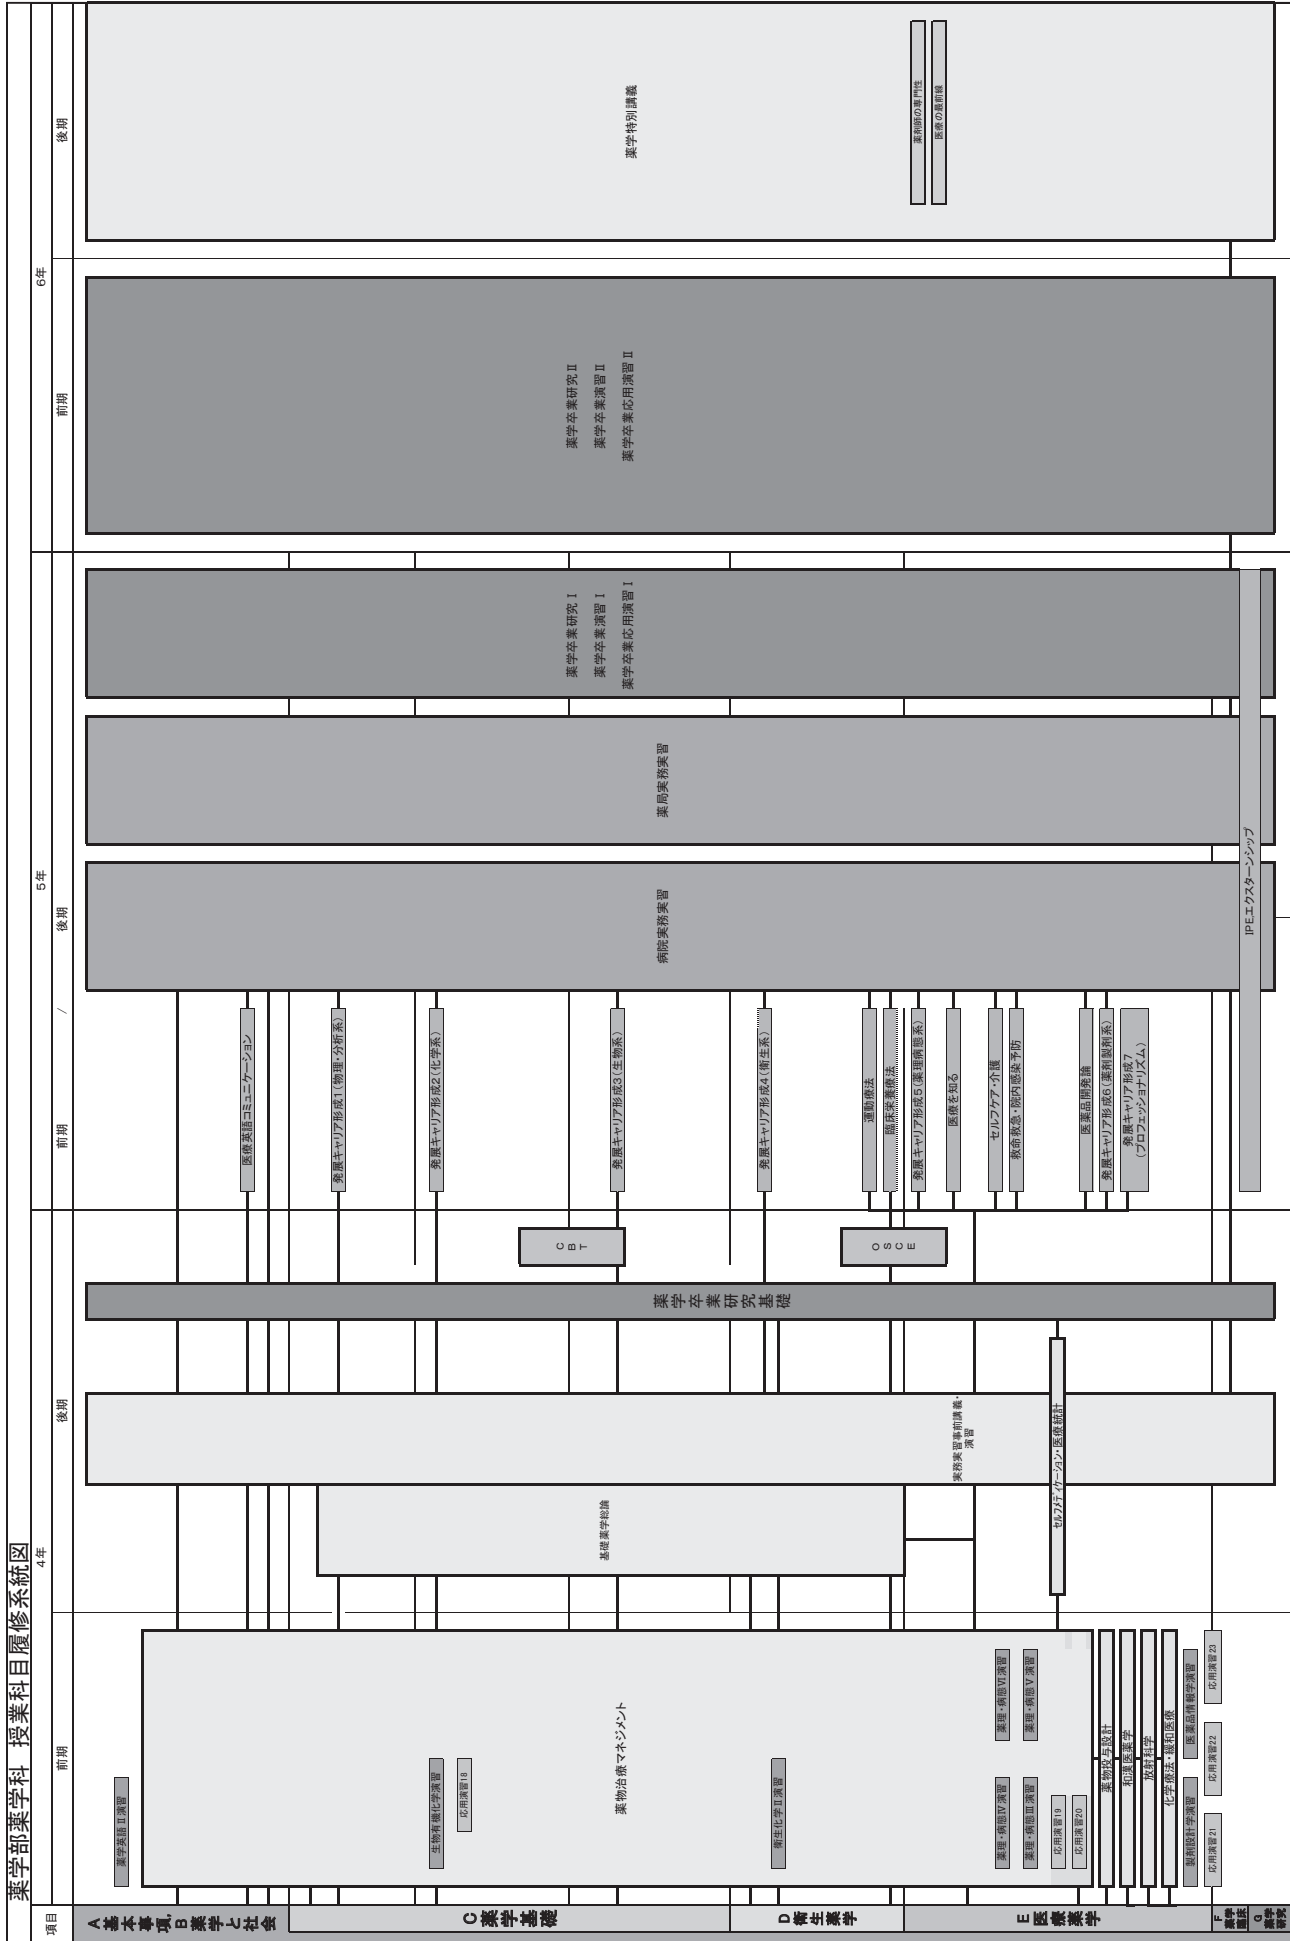 薬学部薬学科　授業科目履修系統図
項目
4年
5年
6年
前期
後期
前期
/
後期
前期
後期
A
基本事項,
B
薬学と社会
C薬学基礎
D衛生薬学
E医療薬学
F
薬学
臨床
G
薬学
研究
薬学英語Ⅱ演習
生物有機化学演習
応用演習18
薬物治療マネジメント
衛生化学Ⅱ演習
薬理・病態Ⅳ演習
薬理・病態Ⅵ演習
薬理・病態Ⅲ演習
薬理・病態Ⅴ演習
応用演習19
応用演習20
薬物投与設計
和漢医薬学
放射科学
化学療法・緩和医療
製剤設計学演習
医薬品情報学演習
応用演習21
応用演習22
応用演習23
基礎薬学総論
実務実習事前講義・
演習
セルフメディケーション・医療統計
薬学卒業研究基礎
CBT
OSCE
医療英語コミュニケーション
発展キャリア形成1(物理・分析系)
発展キャリア形成2(化学系)
発展キャリア形成3(生物系)
発展キャリア形成4(衛生系)
運動療法
臨床栄養療法
発展キャリア形成5(薬理病態系)
医療を知る
セルフケア・介護
救命救急・院内感染予防
医薬品開発論
発展キャリア形成6(薬剤製剤系)
発展キャリア形成7
(プロフェッショナリズム)
IPE,エクスターンシップ
病院実務実習
薬局実務実習
薬学卒業研究Ⅰ
薬学卒業演習Ⅰ
薬学卒業応用演習Ⅰ
薬学卒業研究Ⅱ
薬学卒業演習Ⅱ
薬学卒業応用演習Ⅱ
薬学特別講義
薬剤師の専門性
医療の最前線